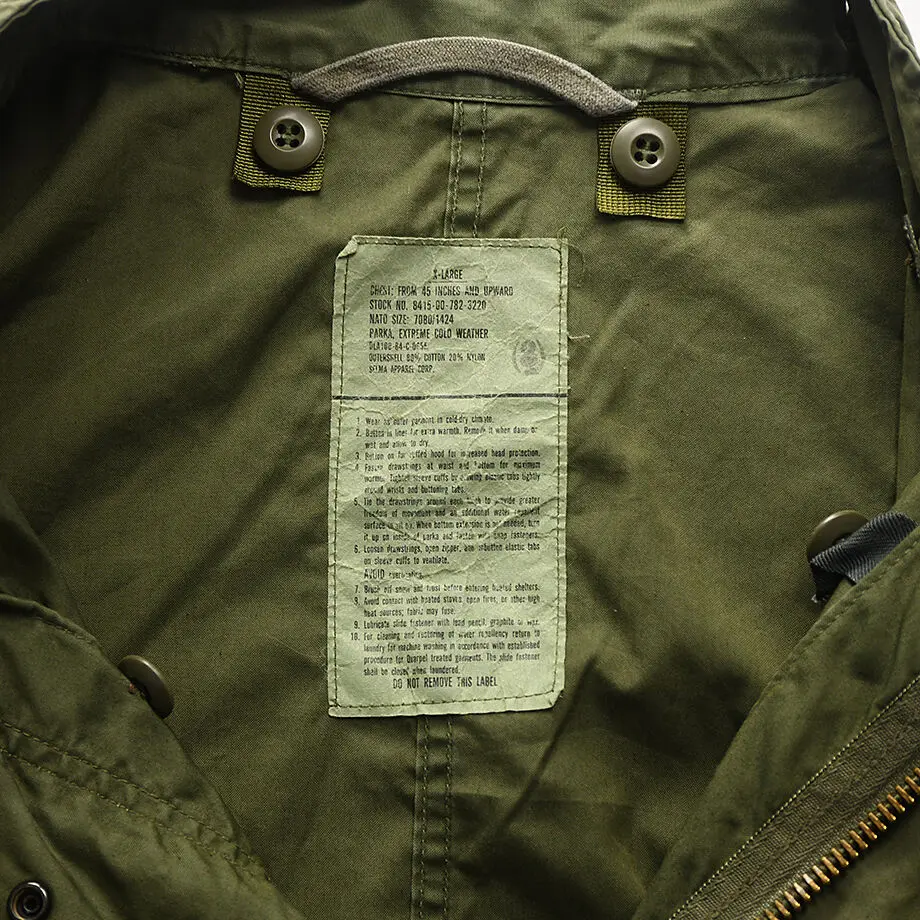 X-LARGE
CHEST: FROM 45 INCHES AND UPWARD
STOCK NO. 8415-00-782-3220
NATO SIZE: 7080/1424
PARKA, EXTREME COLD WEATHER
DLA100-84-C-
OUTERSHELL 80% COTTON 20% NYLON
SELMA APPAREL CORP.
1. Wear as outer garment in cold-dry climate.
2. Button in liner for extra warmth. Remove it when damp or
wet and allow to dry.
3. Button on fur ruffed hood for increased head protection.
4. Fasten drawstrings at waist and bottom for maximum
warmth. Tighten sleeve cuffs by drawing elastic tabs tightly
around wrists and buttoning tabs.
5. Tie the drawstrings around each to provide greater
freedom of movement and an additional water repellent
surface to sit on. When bottom extension is not needed, turn
it up on inside of parka and fasten with snap fasteners.
6. Loosen drawstrings, open zipper, and unbutton elastic tabs
on sleeve cuffs to ventilate.
AVOID overheating.
7. Brush off snow and frost before entering heated shelters.
8. Avoid contact with heated stoves, open fires, or other high
heat sources; fabric may fuse.
9. Lubricate slide fastener with lead pencil, graphite or wax.
10. For cleaning and restoring of water repellency return to
laundry for machine washing in accordance with established
procedure for Quarpel treated garments. The slide fastener
shall be closed when laundered.
DO NOT REMOVE THIS LABEL